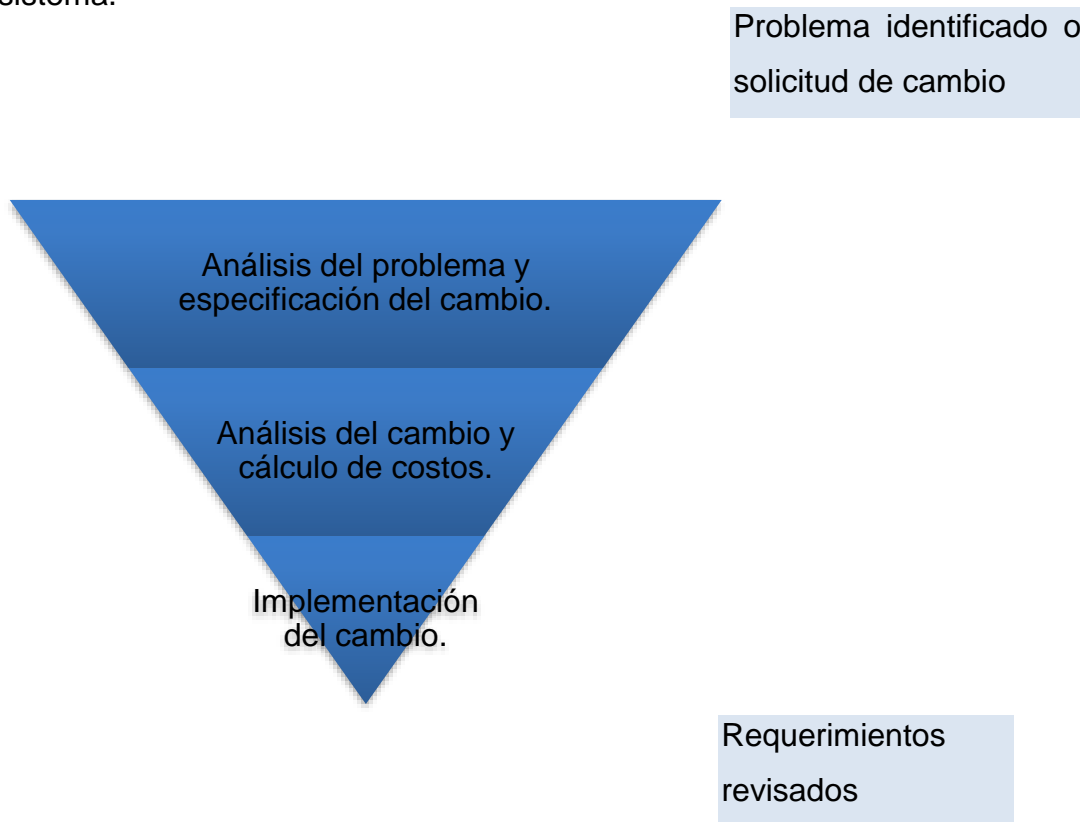 sistema.
Problema identificado o
solicitud de cambio
Análisis del problema y
especificación del cambio.
Análisis del cambio y
cálculo de costos.
Implementación
del cambio.
Requerimientos
revisados